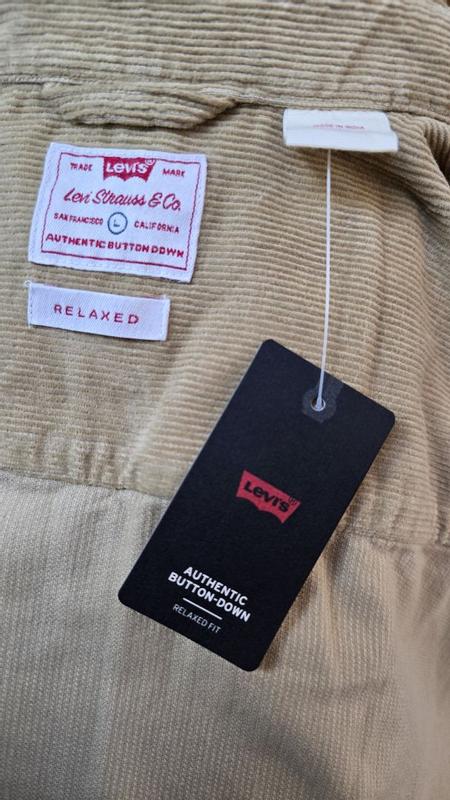 MADE IN INDIA
TRADE Levi's® MARK
Levi Strauss & Co.
SAN FRANCISCO L CALIFORNIA
AUTHENTIC BUTTON DOWN
RELAXED
Levi's®
AUTHENTIC
BUTTON-DOWN
RELAXED FIT